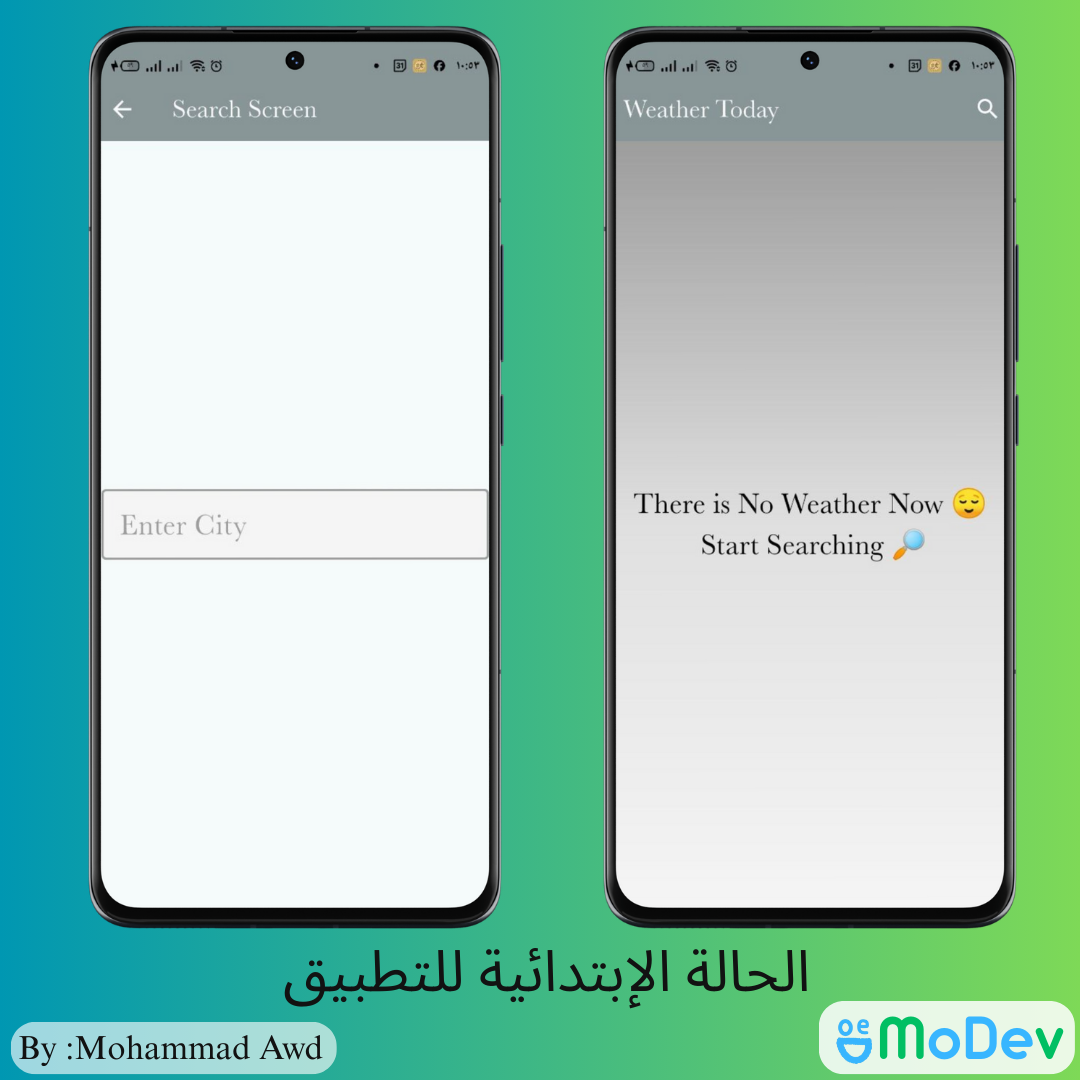 ١٠:٥٣
Search Screen
Enter City
١٠:٥٣
Weather Today
There is No Weather Now 😌
Start Searching 🔎
الحالة الإبتدائية للتطبيق
By :Mohammad Awd
MoDev